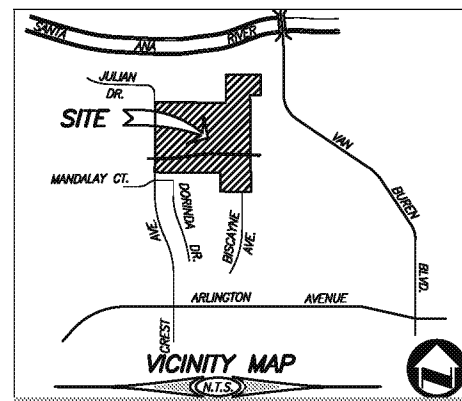 SANTA ANA RIVER
JULIAN DR.
SITE
VAN BUREN BLVD.
MANDALAY CT.
DORINDA DR.
BISCAYNE AVE.
CREST AVE.
ARLINGTON AVENUE
VICINITY MAP
N.T.S.
N